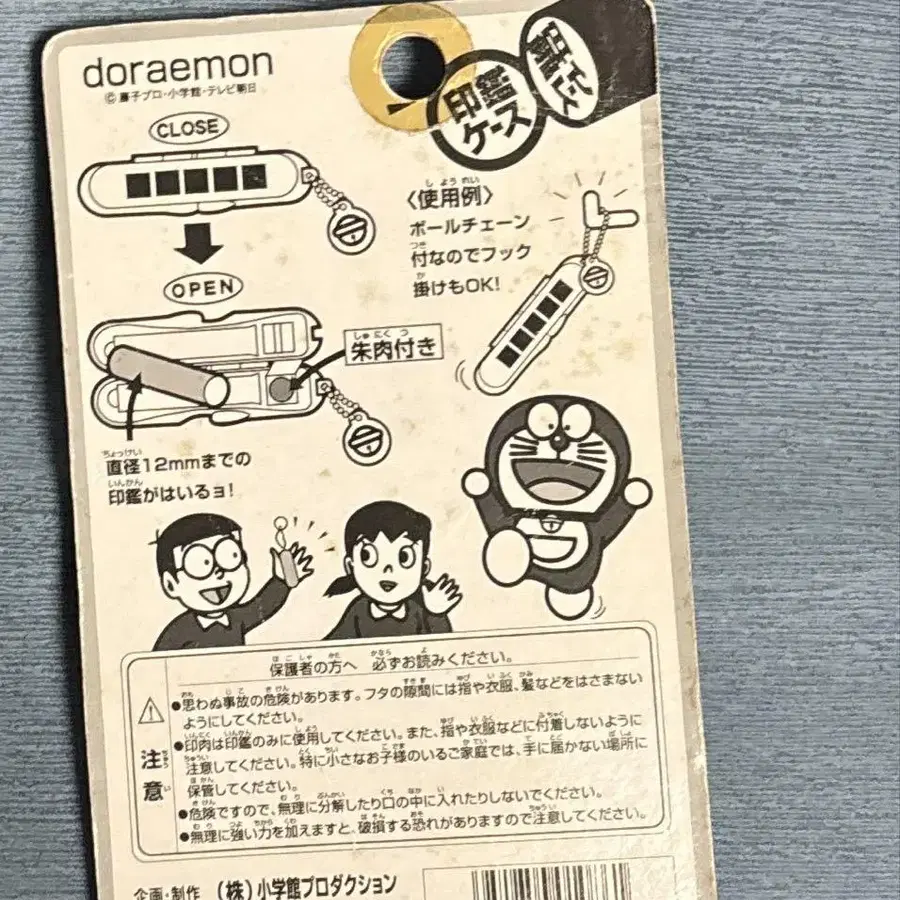 doraemon
© 藤子プロ・小学館・テレビ朝日
印鑑
ケース
CLOSE
〈使用例〉
ボールチェーン
付なのでフック
掛けもOK!
OPEN
朱肉付き
直径12mmまでの
印鑑がはいるョ!
保護者の方へ 必ずお読みください。
注意
●思わぬ事故の危険があります。フタの隙間には指や衣服、髪などをはさまない
ようにしてください。
●印肉は印鑑のみに使用してください。また、指や衣服などに付着しないように
注意してください。特に小さなお子様のいるご家庭では、手に届かない場所に
保管してください。
●危険ですので、無理に分解したり口の中に入れたりしないでください。
●無理に強い力を加えますと、破損する恐れがありますので注意してください。
企画・制作 (株)小学館プロダクション